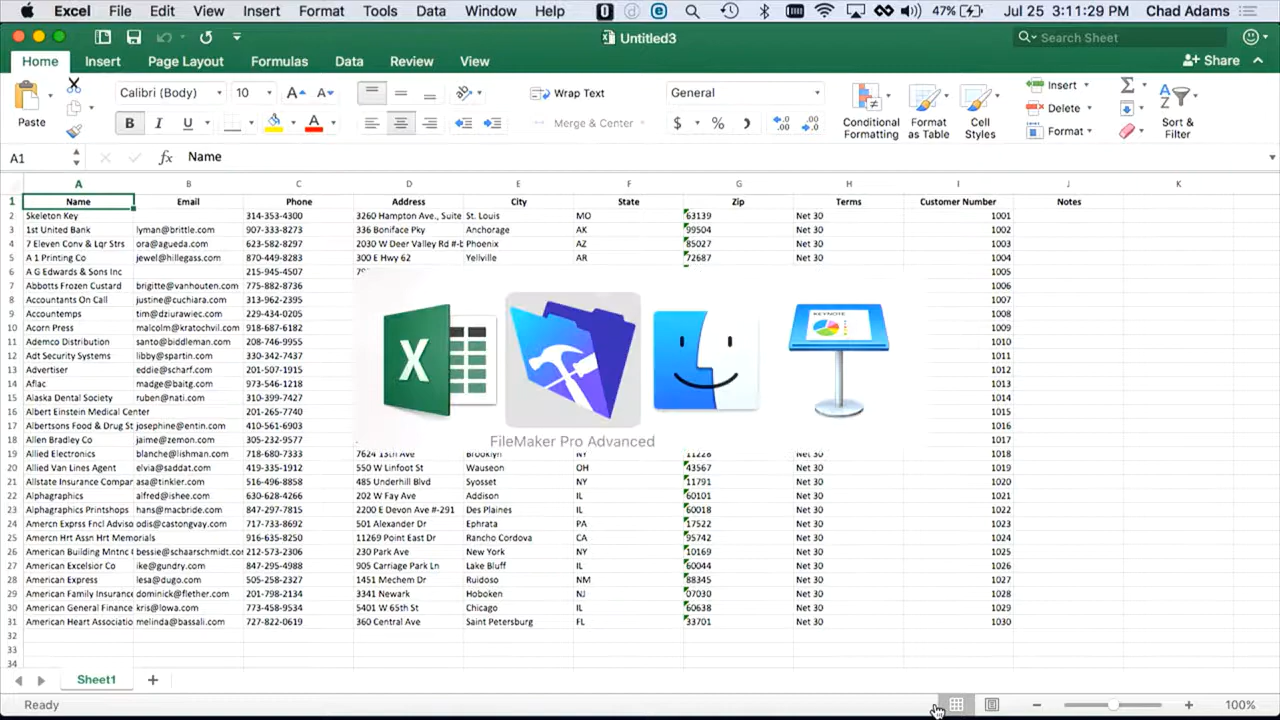 Excel File Edit View Insert Format Tools Data Window Help 47% Jul 25 3:11:29 PM Chad Adams
Untitled3 Search Sheet
Home Insert Page Layout Formulas Data Review View Share
Calibri (Body) 10 A A Wrap Text General Insert Σ
Paste B I U A Merge & Center $ % Conditional Formatting Format as Table Cell Styles Delete Format Sort & Filter
A1 fx Name
A B C D E F G H I J K
1 Name Email Phone Address City State Zip Terms Customer Number Notes
2 Skeleton Key 314-353-4300 3260 Hampton Ave., Suite St. Louis MO 63139 Net 30 1001
3 1st United Bank lyman@brittle.com 907-333-8273 336 Boniface Pky Anchorage AK 99504 Net 30 1002
4 7 Eleven Conv & Lqr Strs ora@agueda.com 623-582-8297 2030 W Deer Valley Rd #-b Phoenix AZ 85027 Net 30 1003
5 A 1 Printing Co jewel@hillegass.com 870-449-8283 300 E Hwy 62 Yellville AR 72687 Net 30 1004
6 A G Edwards & Sons Inc 215-945-4507 1005
7 Abbotts Frozen Custard brigitte@vanhouten.com 775-882-8736 1006
8 Accountants On Call justine@cuchiara.com 313-962-2395 1007
9 Accountemps tim@dziurawiec.com 229-434-0205 1008
10 Acorn Press malcolm@kratochvil.com 918-687-6182 1009
11 Ademco Distribution santo@biddleman.com 208-746-9955 1010
12 Adt Security Systems libby@spartin.com 330-342-7437 1011
13 Advertiser eddie@scharf.com 201-507-1915 1012
14 Aflac madge@baitg.com 973-546-1218 1013
15 Alaska Dental Society ruben@nati.com 310-399-7427 1014
16 Albert Einstein Medical Center 201-265-7740 1015
17 Albertsons Food & Drug St josephine@entin.com 410-561-6903 1016
18 Allen Bradley Co jaime@zemon.com 305-232-9577 FileMaker Pro Advanced 1017
19 Allied Electronics blanche@lishman.com 718-680-7333 7624 13th Ave Brooklyn NY 11228 Net 30 1018
20 Allied Van Lines Agent elvia@saddat.com 419-335-1912 550 W Linfoot St Wauseon OH 43567 Net 30 1019
21 Allstate Insurance Compar asa@tinkler.com 516-496-8858 485 Underhill Blvd Syosset NY 11791 Net 30 1020
22 Alphagraphics alfred@ishee.com 630-628-4266 202 W Fay Ave Addison IL 60101 Net 30 1021
23 Alphagraphics Printshops hans@macbride.com 847-297-7815 2200 E Devon Ave #-291 Des Plaines IL 60018 Net 30 1022
24 Amercn Exprss Fncl Adviso odis@castongvay.com 717-733-8692 501 Alexander Dr Ephrata PA 17522 Net 30 1023
25 Amercn Hrt Assn Hrt Memorials 916-635-8250 11269 Point East Dr Rancho Cordova CA 95742 Net 30 1024
26 American Building Mntnc bessie@schaarschmidt.cor 212-573-2306 230 Park Ave New York NY 10169 Net 30 1025
27 American Excelsior Co ike@gundry.com 847-295-4988 905 Carriage Park Ln Lake Bluff IL 60044 Net 30 1026
28 American Express lesa@dugo.com 505-258-2327 1451 Mechem Dr Ruidoso NM 88345 Net 30 1027
29 American Family Insurance dominick@flether.com 201-798-2134 3341 Newark Hoboken NJ 07030 Net 30 1028
30 American General Finance kris@lowa.com 773-458-9534 5401 W 65th St Chicago IL 60638 Net 30 1029
31 American Heart Associatio melinda@bassali.com 727-822-0619 360 Central Ave Saint Petersburg FL 33701 Net 30 1030
32
33
34
Sheet1
Ready 100%